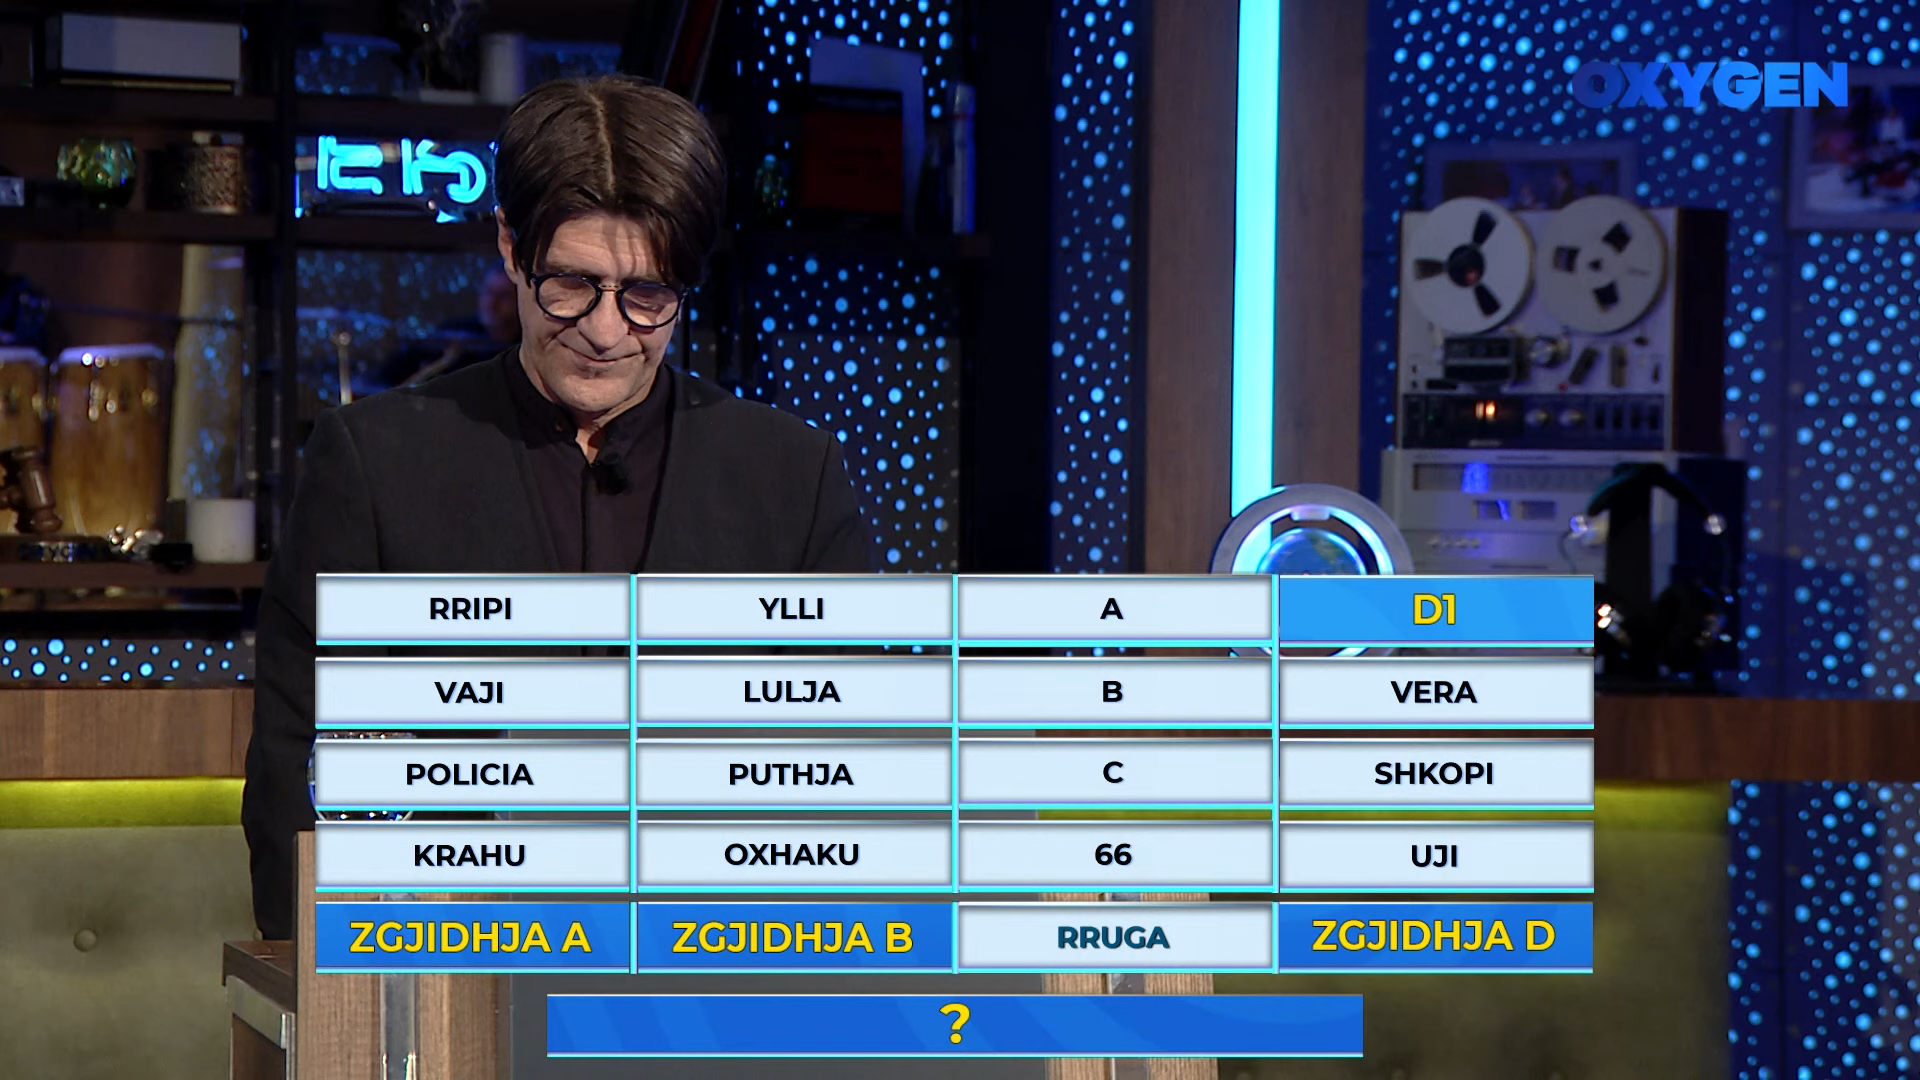 OXYGEN
RRIPI YLLI A D1
VAJI LULJA B VERA
POLICIA PUTHJA C SHKOPI
KRAHU OXHAKU 66 UJI
ZGJIDHJA A ZGJIDHJA B RRUGA ZGJIDHJA D
?